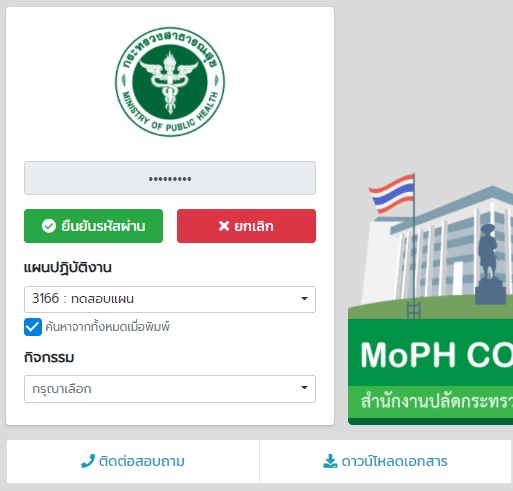 กระทรวงสาธารณสุข
MINISTRY OF PUBLIC HEALTH
•••••••••
ยืนยันรหัสผ่าน
ยกเลิก
แผนปฏิบัติงาน
3166 : ทดสอบแผน
ค้นหาจากทั้งหมดเมื่อพิมพ์
กิจกรรม
กรุณาเลือก
MoPH CO
สำนักงานปลัดกระทรว
ติดต่อสอบถาม
ดาวน์โหลดเอกสาร